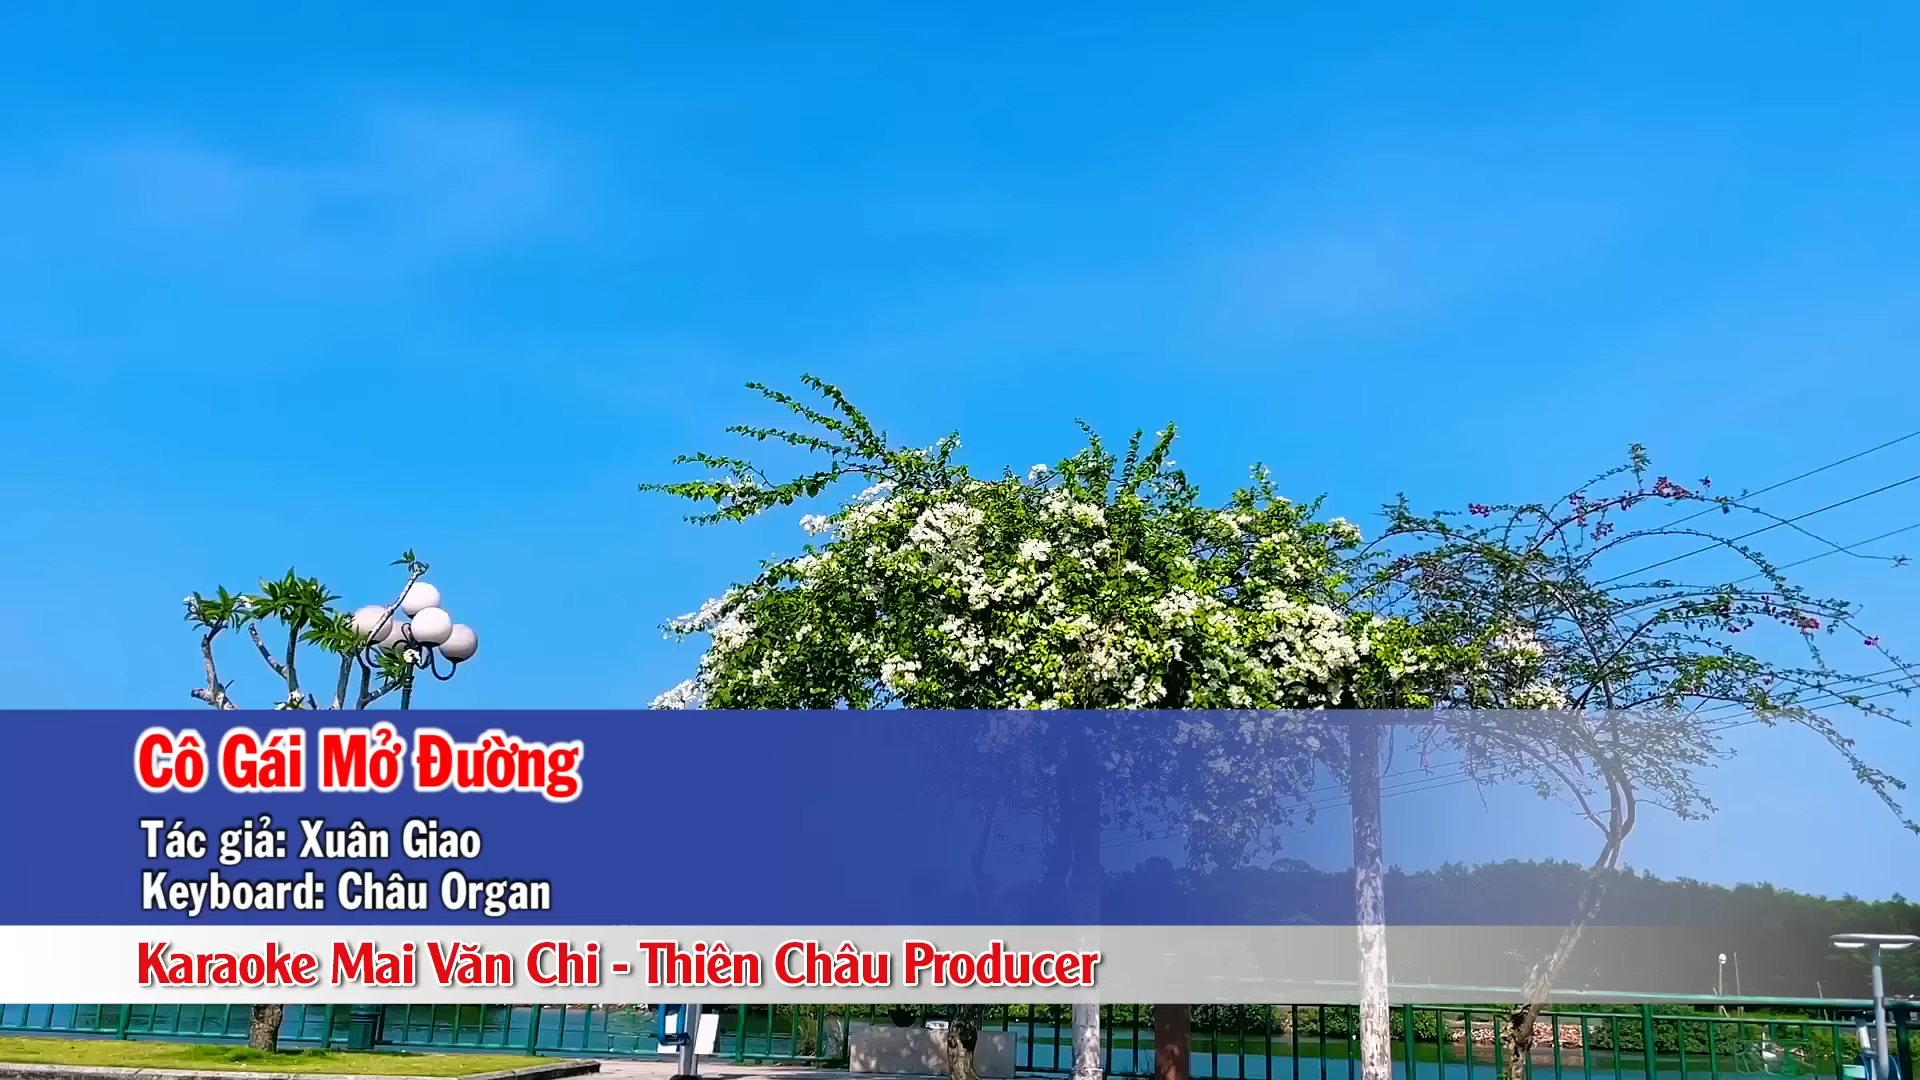 Cô Gái Mở Đường
Tác giả: Xuân Giao
Keyboard: Châu Organ
Karaoke Mai Văn Chi - Thiên Châu Producer